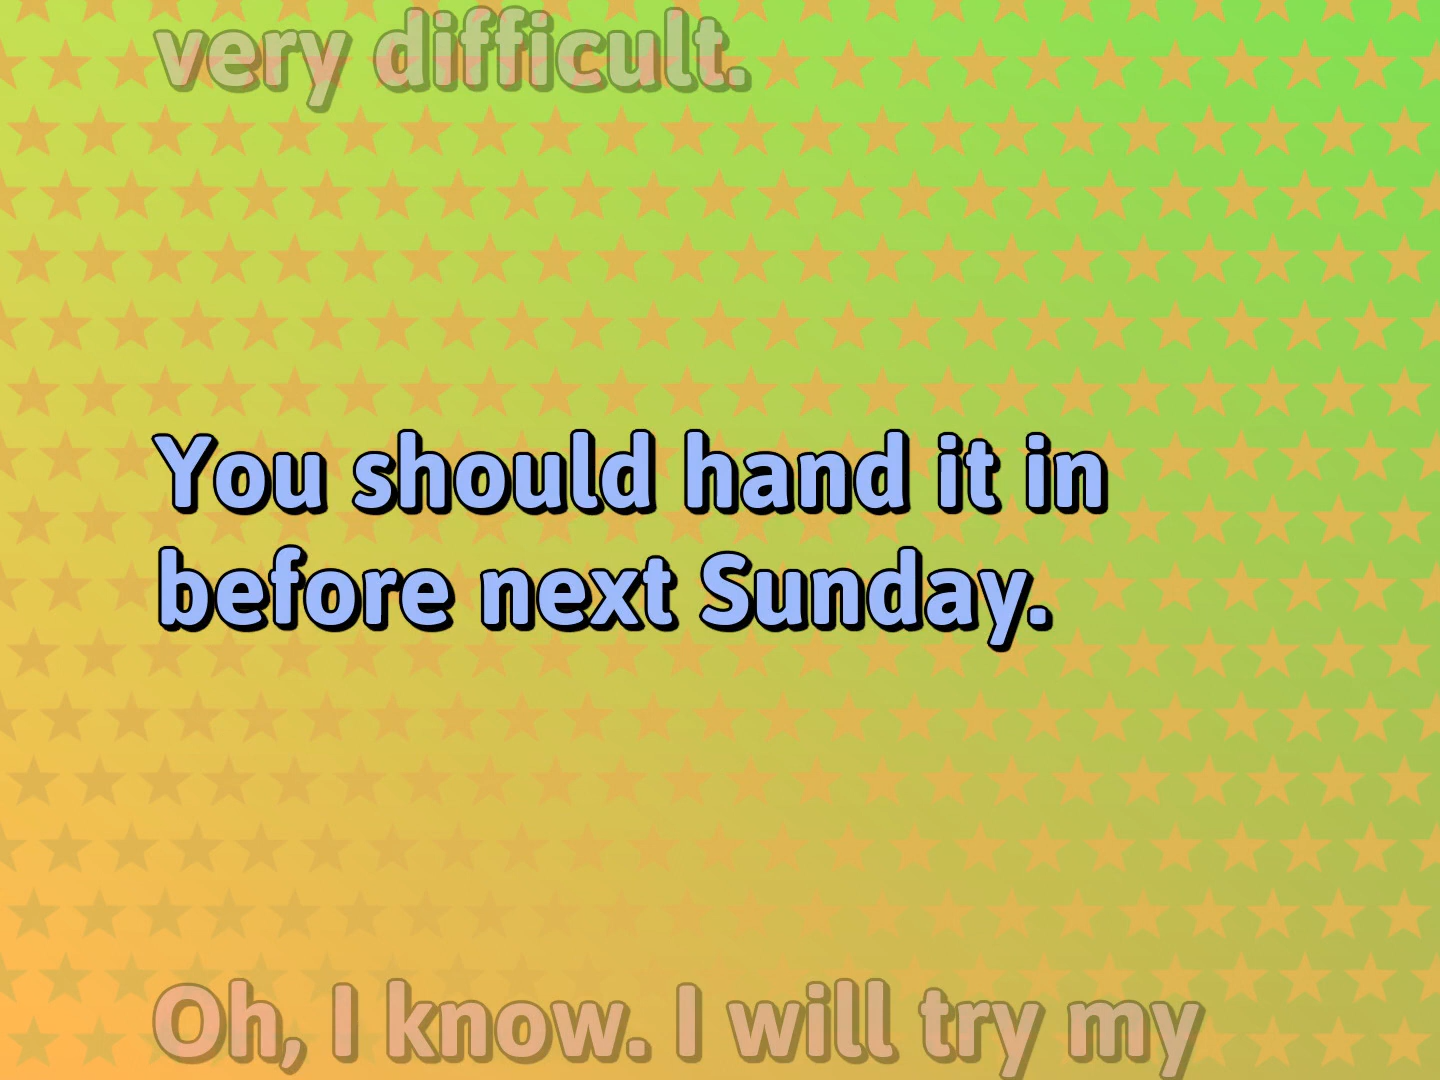 very difficult.
You should hand it in
before next Sunday.
Oh, I know. I will try my